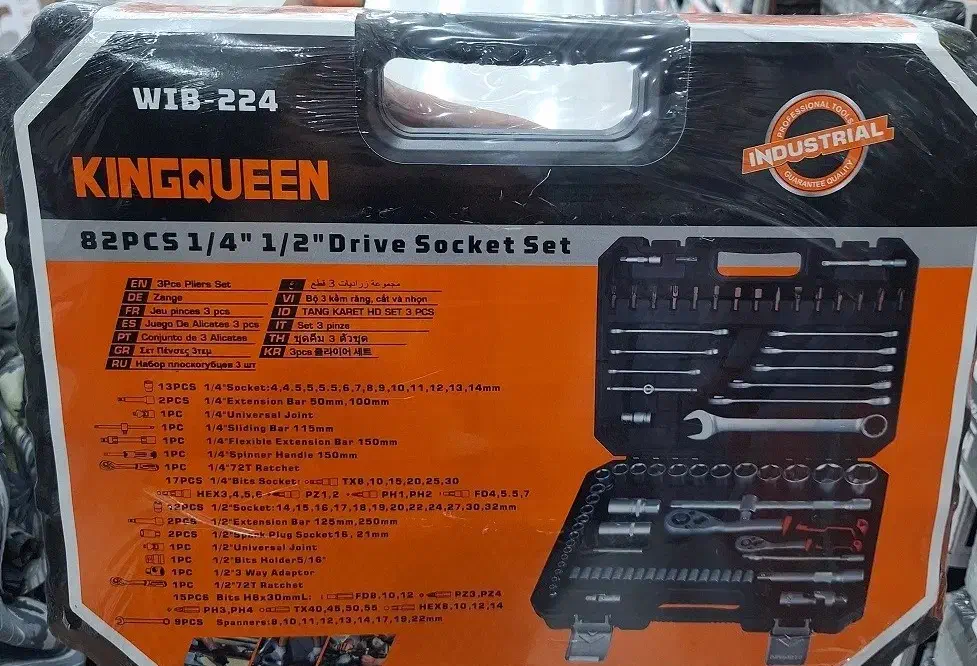 WIB-224
KINGQUEEN
PROFESSIONAL TOOLS
INDUSTRIAL
GUARANTEE QUALITY
82PCS 1/4" 1/2" Drive Socket Set
EN 3Pce Pliers Set
DE Zange
FR Jeu pinces 3 pcs
ES Juego De Alicates 3 pcs
PT Conjunto de 3 Alicates
GR Σετ Πένσες 3τεμ
RU Набор плоскогубцев 3 шт
مجموعة زراديات 3 قطع
VI Bộ 3 kềm răng, cắt và nhọn
ID TANG KARET HD SET 3 PCS
IT Set 3 pinze
TH ชุดคีม 3 ตัวชุด
KR 3pcs 플라이어 세트
13PCS 1/4"Socket:4,4.5,5,5.5,6,7,8,9,10,11,12,13,14mm
2PCS 1/4"Extension Bar 50mm,100mm
1PC 1/4"Universal Joint
1PC 1/4"Sliding Bar 115mm
1PC 1/4"Flexible Extension Bar 150mm
1PC 1/4"Spinner Handle 150mm
1PC 1/4"72T Ratchet
17PCS 1/4"Bits Socket: TX8,10,15,20,25,30
HEX3,4,5,6 PZ1,2 PH1,PH2 FD4,5.5,7
12PCS 1/2"Socket: 14,15,16,17,18,19,20,22,24,27,30,32mm
2PCS 1/2"Extension Bar 125mm,250mm
2PCS 1/2"Spark Plug Socket16, 21mm
1PC 1/2"Universal Joint
1PC 1/2"Bits Holder5/16"
1PC 1/2"3 Way Adaptor
1PC 1/2"72T Ratchet
15PCS Bits H8x30mmL: FD8,10,12 PZ3,PZ4
PH3,PH4 TX40,45,50,55 HEX8,10,12,14
9PCS Spanners:8,10,11,12,13,14,17,19,22mm
KINGQUEEN